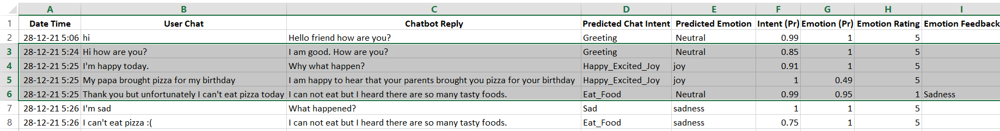 A B C D E F G H I
1 Date Time User Chat Chatbot Reply Predicted Chat Intent Predicted Emotion Intent (Pr) Emotion (Pr) Emotion Rating Emotion Feedback
2 28-12-21 5:06 hi Hello friend how are you? Greeting Neutral 0.99 1 5
3 28-12-21 5:24 Hi how are you? I am good. How are you? Greeting Neutral 0.85 1 5
4 28-12-21 5:25 I'm happy today. Why what happen? Happy_Excited_Joy joy 0.91 1 5
5 28-12-21 5:25 My papa brought pizza for my birthday I am happy to hear that your parents brought you pizza for your birthday Happy_Excited_Joy joy 1 0.49 5
6 28-12-21 5:25 Thank you but unfortunately I can't eat pizza today I can not eat but I heard there are so many tasty foods. Eat_Food Neutral 0.99 0.95 1 Sadness
7 28-12-21 5:26 I'm sad What happened? Sad sadness 1 1 5
8 28-12-21 5:26 I can't eat pizza :( I can not eat but I heard there are so many tasty foods. Eat_Food sadness 0.75 1 5